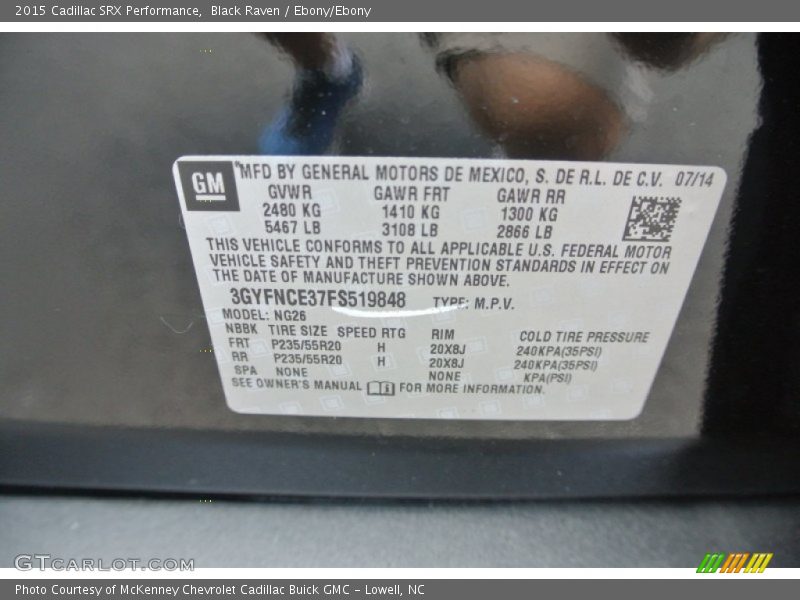 2015 Cadillac SRX Performance, Black Raven / Ebony/Ebony
GM
"MFD BY GENERAL MOTORS DE MEXICO, S. DE R.L. DE C.V. 07/14
GVWR GAWR FRT GAWR RR
2480 KG 1410 KG 1300 KG
5467 LB 3108 LB 2866 LB
THIS VEHICLE CONFORMS TO ALL APPLICABLE U.S. FEDERAL MOTOR
VEHICLE SAFETY AND THEFT PREVENTION STANDARDS IN EFFECT ON
THE DATE OF MANUFACTURE SHOWN ABOVE.
3GYFNCE37FS519848 TYPE: M.P.V.
MODEL: NG26
NBBK TIRE SIZE SPEED RTG RIM COLD TIRE PRESSURE
FRT P235/55R20 H 20X8J 240KPA(35PSI)
RR P235/55R20 H 20X8J 240KPA(35PSI)
SPA NONE NONE KPA(PSI)
SEE OWNER'S MANUAL FOR MORE INFORMATION.
GTcarlot.com
Photo Courtesy of McKenney Chevrolet Cadillac Buick GMC – Lowell, NC